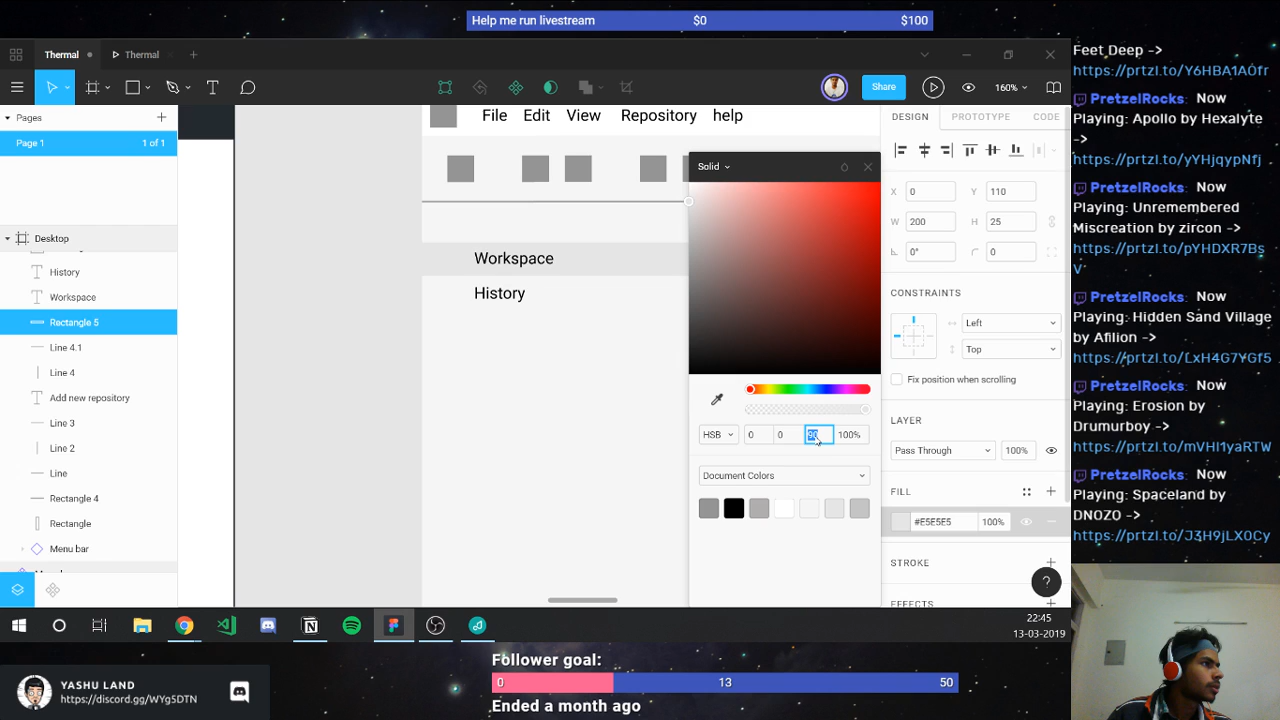 Help me run livestream $0 $100
Thermal
Thermal
Share
160%
Pages
Page 1
1 of 1
Desktop
History
Workspace
Rectangle 5
Line 4.1
Line 4
Add new repository
Line 3
Line 2
Line
Rectangle 4
Rectangle
Menu bar
File Edit View Repository help
Workspace
History
Solid
HSB 0 0 90 100%
Document Colors
DESIGN PROTOTYPE CODE
X 0 Y 110
W 200 H 25
0° 0
CONSTRAINTS
Left
Top
Fix position when scrolling
LAYER
Pass Through 100%
FILL
#E5E5E5 100%
STROKE
EFFECTS
?
22:45
13-03-2019
Feet Deep ->
https://prtzl.to/Y6HBA1A0fr
PretzelRocks: Now
Playing: Apollo by Hexalyte
->
https://prtzl.to/yYHjqypNfj
PretzelRocks: Now
Playing: Unremembered
Miscreation by zircon ->
https://prtzl.to/pYHDXR7Bs
V
PretzelRocks: Now
Playing: Hidden Sand Village
by Afilion ->
https://prtzl.to/LxH4G7YGf5
PretzelRocks: Now
Playing: Erosion by
Drumurboy ->
https://prtzl.to/mVHl1yaRTW
PretzelRocks: Now
Playing: Spaceland by
DNOZO ->
https://prtzl.to/J3H9jLX0Cy
YASHU LAND
https://discord.gg/WYg5DTN
Follower goal:
0 13 50
Ended a month ago